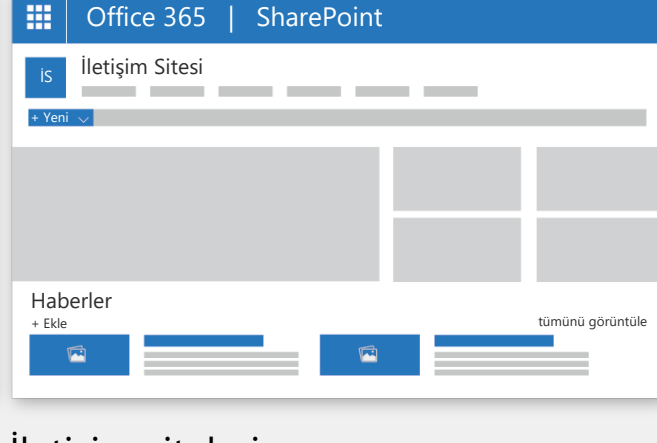 Office 365 | SharePoint
İS
İletişim Sitesi
+ Yeni
Haberler
+ Ekle
tümünü görüntüle